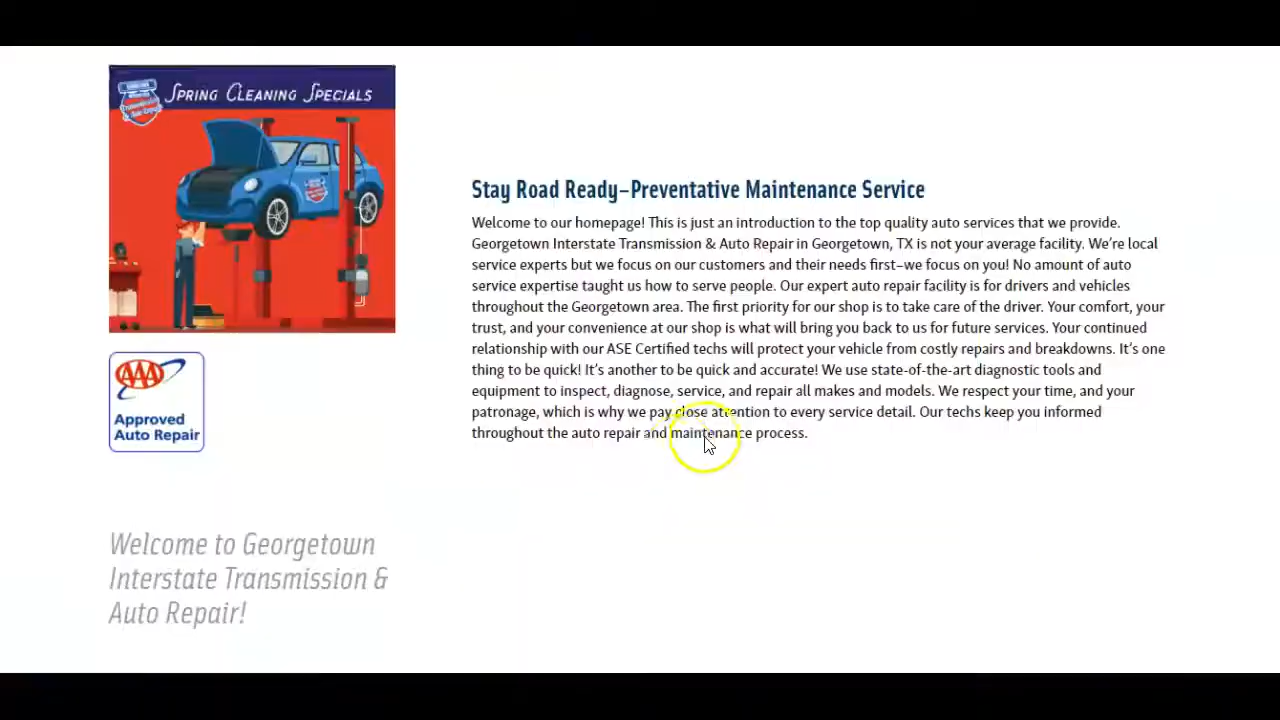 Spring Cleaning Specials
Approved
Auto Repair
Welcome to Georgetown
Interstate Transmission &
Auto Repair!
Stay Road Ready–Preventative Maintenance Service
Welcome to our homepage! This is just an introduction to the top quality auto services that we provide.
Georgetown Interstate Transmission & Auto Repair in Georgetown, TX is not your average facility. We're local
service experts but we focus on our customers and their needs first–we focus on you! No amount of auto
service expertise taught us how to serve people. Our expert auto repair facility is for drivers and vehicles
throughout the Georgetown area. The first priority for our shop is to take care of the driver. Your comfort, your
trust, and your convenience at our shop is what will bring you back to us for future services. Your continued
relationship with our ASE Certified techs will protect your vehicle from costly repairs and breakdowns. It's one
thing to be quick! It's another to be quick and accurate! We use state-of-the-art diagnostic tools and
equipment to inspect, diagnose, service, and repair all makes and models. We respect your time, and your
patronage, which is why we pay close attention to every service detail. Our techs keep you informed
throughout the auto repair and maintenance process.